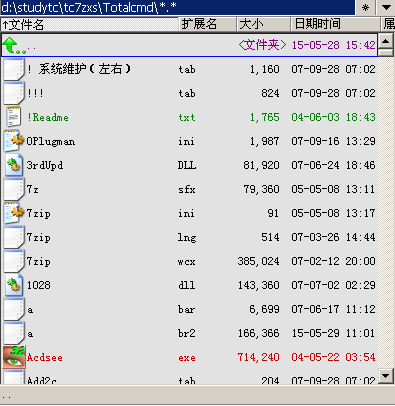 d:\studytc\tc7zxs\Totalcmd\*.* * ▼
↑文件名 扩展名 大小 日期时间 属
.. <文件夹> 15-05-28 15:42
! 系统维护(左右) tab 1,160 07-09-28 07:02
!!! tab 824 07-09-28 07:02
!Readme txt 1,765 04-06-03 18:43
0Plugman ini 1,987 07-09-16 13:29
3rdUpd DLL 81,920 07-06-24 18:46
7z sfx 79,360 05-05-08 13:11
7zip ini 91 05-05-08 13:17
7zip lng 514 07-03-26 14:44
7zip wcx 385,024 07-02-12 20:00
1028 dll 143,360 07-07-02 02:29
a bar 6,699 07-06-17 11:12
a br2 166,366 15-05-29 11:01
Acdsee exe 714,240 04-05-22 03:54
Add2c tab 204 07-09-28 07:02
..